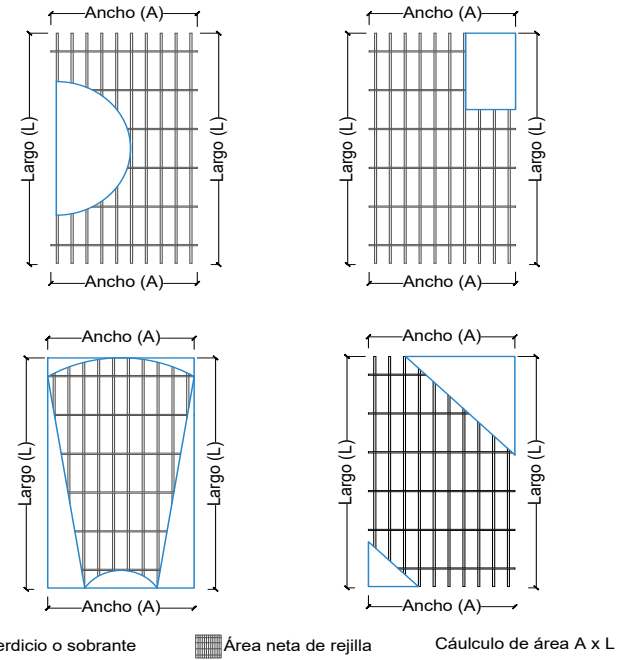 Ancho (A)
Ancho (A)
Largo (L)
Largo (L)
Largo (L)
Largo (L)
Ancho (A)
Ancho (A)
Ancho (A)
Ancho (A)
Largo (L)
Largo (L)
Largo (L)
Largo (L)
Ancho (A)
Ancho (A)
erdicio o sobrante
Área neta de rejilla
Cáulculo de área A x L